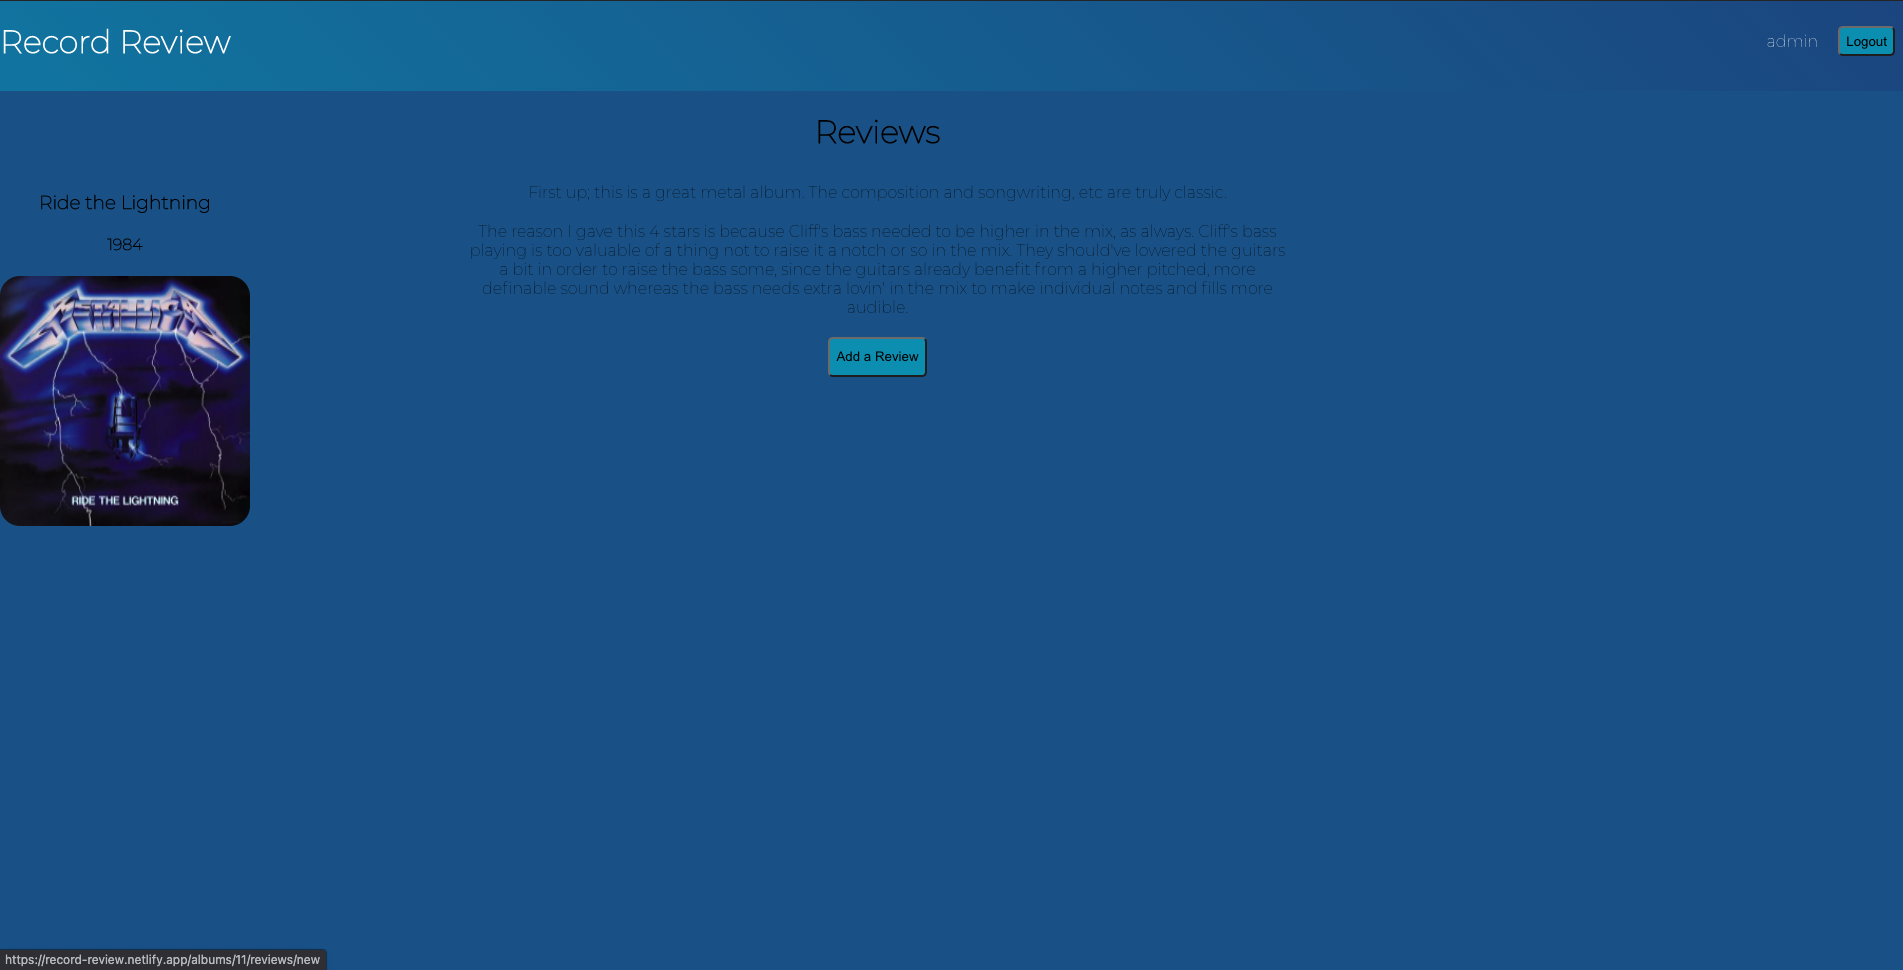 Record Review
admin
Logout
Reviews
Ride the Lightning
1984
METALLICA
RIDE THE LIGHTNING
First up; this is a great metal album. The composition and songwriting, etc are truly classic.
The reason I gave this 4 stars is because Cliff's bass needed to be higher in the mix, as always. Cliff's bass
playing is too valuable of a thing not to raise it a notch or so in the mix. They should've lowered the guitars
a bit in order to raise the bass some, since the guitars already benefit from a higher pitched, more
definable sound whereas the bass needs extra lovin' in the mix to make individual notes and fills more
audible.
Add a Review
https://record-review.netlify.app/albums/11/reviews/new